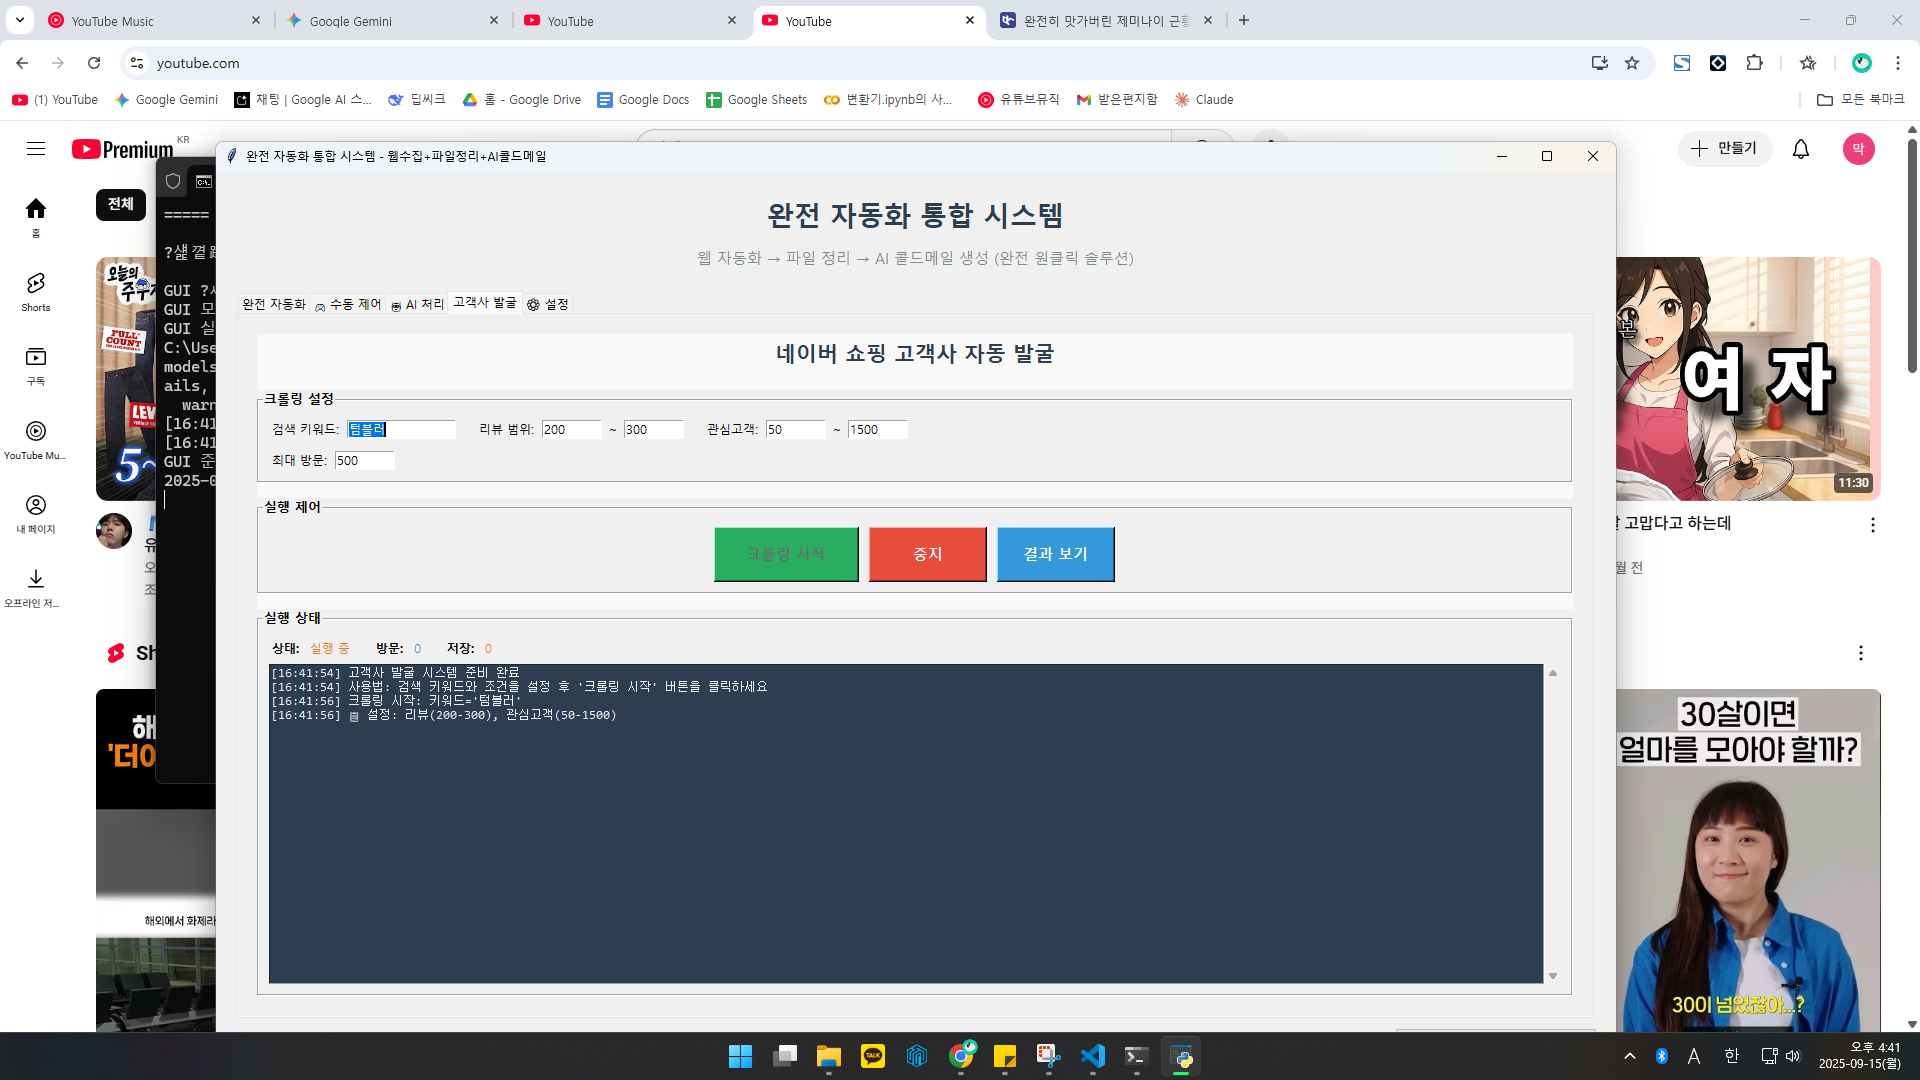 YouTube Music
Google Gemini
YouTube
YouTube
완전히 맛가버린 제미나이 근황
youtube.com
(1) YouTube
Google Gemini
채팅 | Google AI 스...
딥씨크
홈 - Google Drive
Google Docs
Google Sheets
변환기.ipynb의 사...
유튜브뮤직
받은편지함
Claude
모든 북마크
Premium KR
만들기
막
홈
Shorts
구독
YouTube Mu...
내 페이지
오프라인 저...
전체
오늘의
FULL COUNT
5~
=====
GUI
GUI 모
GUI 실
C:\Use
models
ails,
warn
[16:41
[16:41
GUI 준
2025-0
완전 자동화 통합 시스템 - 웹수집+파일정리+AI콜드메일
완전 자동화 통합 시스템
웹 자동화 → 파일 정리 → AI 콜드메일 생성 (완전 원클릭 솔루션)
완전 자동화
수동 제어
AI 처리
고객사 발굴
설정
네이버 쇼핑 고객사 자동 발굴
크롤링 설정
검색 키워드: 텀블러 리뷰 범위: 200 ~ 300 관심고객: 50 ~ 1500
최대 방문: 500
실행 제어
크롤링 시작
중지
결과 보기
실행 상태
상태: 실행 중 방문: 0 저장: 0
[16:41:54] 고객사 발굴 시스템 준비 완료
[16:41:54] 사용법: 검색 키워드와 조건을 설정 후 '크롤링 시작' 버튼을 클릭하세요
[16:41:56] 크롤링 시작: 키워드='텀블러'
[16:41:56] 설정: 리뷰(200-300), 관심고객(50-1500)
여 자
11:30
고맙다고 하는데
월 전
Sh
해
'더이
해외에서 화제라
30살이면
얼마를 모아야 할까?
30이 넘었잖아...?
TALK
A
한
오후 4:41
2025-09-15(월)